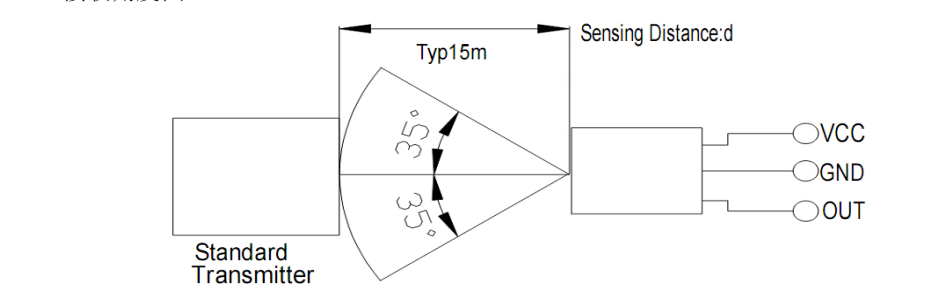 Sensing Distance:d
Typ15m
35°
35°
VCC
GND
OUT
Standard
Transmitter